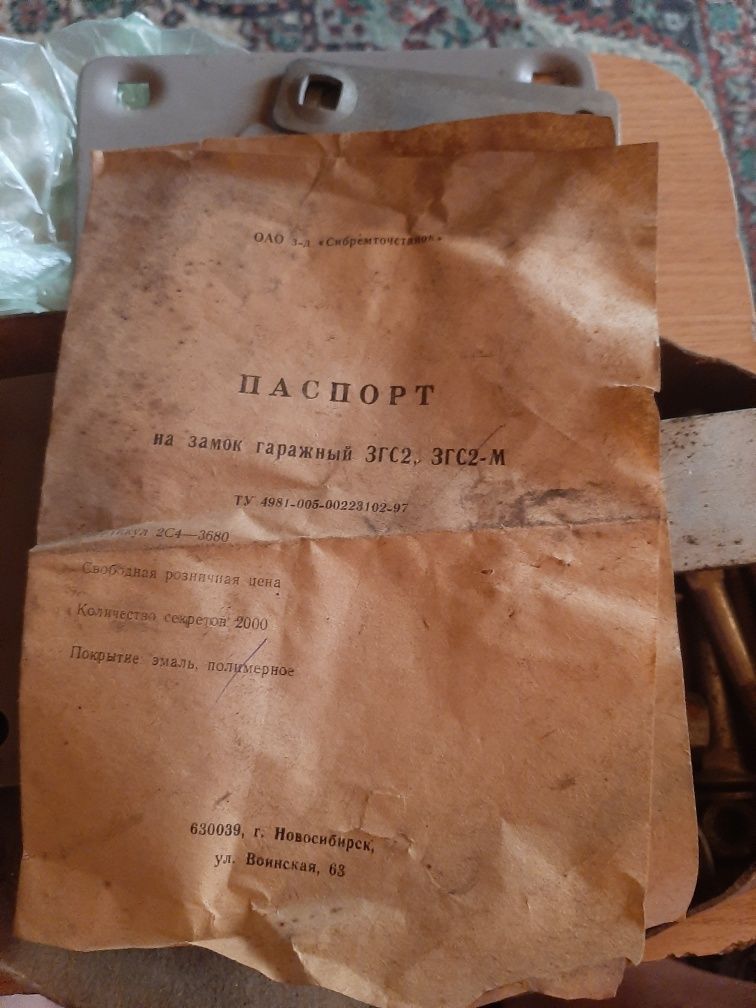 ОАО з-д «Сибремточстанок»
ПАСПОРТ
на замок гаражный ЗГС2, ЗГС2-М
ТУ 4981-005-00223102-97
2С4—3680
Свободная розничная цена
Количество секретов 2000
Покрытие эмаль, полимерное
630039, г. Новосибирск,
ул. Воинская, 63